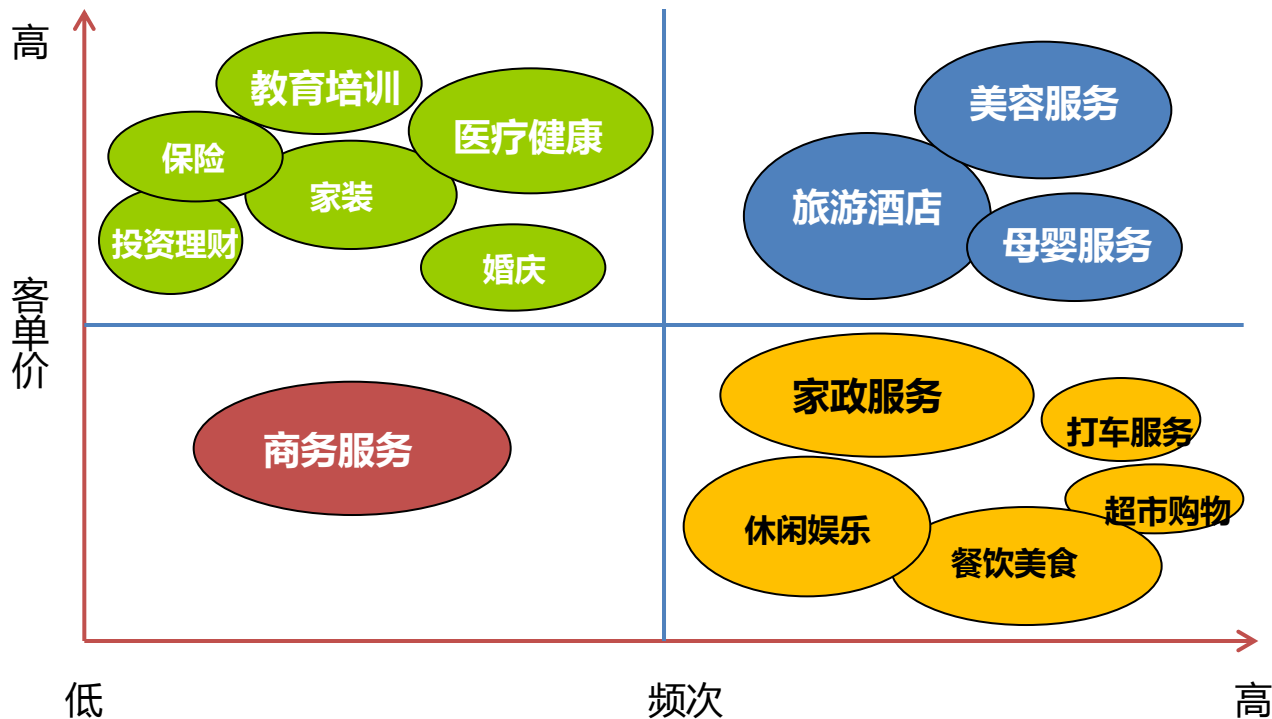 高
教育培训
医疗健康
保险
家装
投资理财
婚庆
美容服务
旅游酒店
母婴服务
客单价
商务服务
家政服务
打车服务
超市购物
休闲娱乐
餐饮美食
低
频次
高